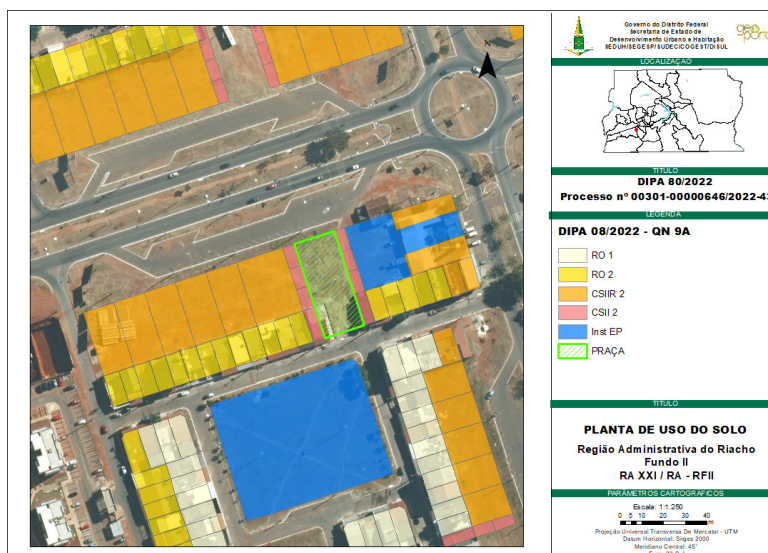 N
Governo do Distrito Federal
Secretaria de Estado de
Desenvolvimento Urbano e Habitação
SEDUH/SEGESP/SUDEC/COGEST/DISUL
LOCALIZAÇÃO
TÍTULO
DIPA 80/2022
Processo nº 00301-00000646/2022-43
LEGENDA
DIPA 08/2022 - QN 9A
RO 1
RO 2
CSIIR 2
CSII 2
Inst EP
PRAÇA
TÍTULO
PLANTA DE USO DO SOLO
Região Administrativa do Riacho
Fundo II
RA XXI / RA - RFII
PARÂMETROS CARTOGRÁFICOS
Escala: 1:1.250
0 5 10 20 30 40
Projeção Universal Transversa De Mercator - UTM
Datum Horizontal: Sirgas 2000
Meridiano Central: 45°